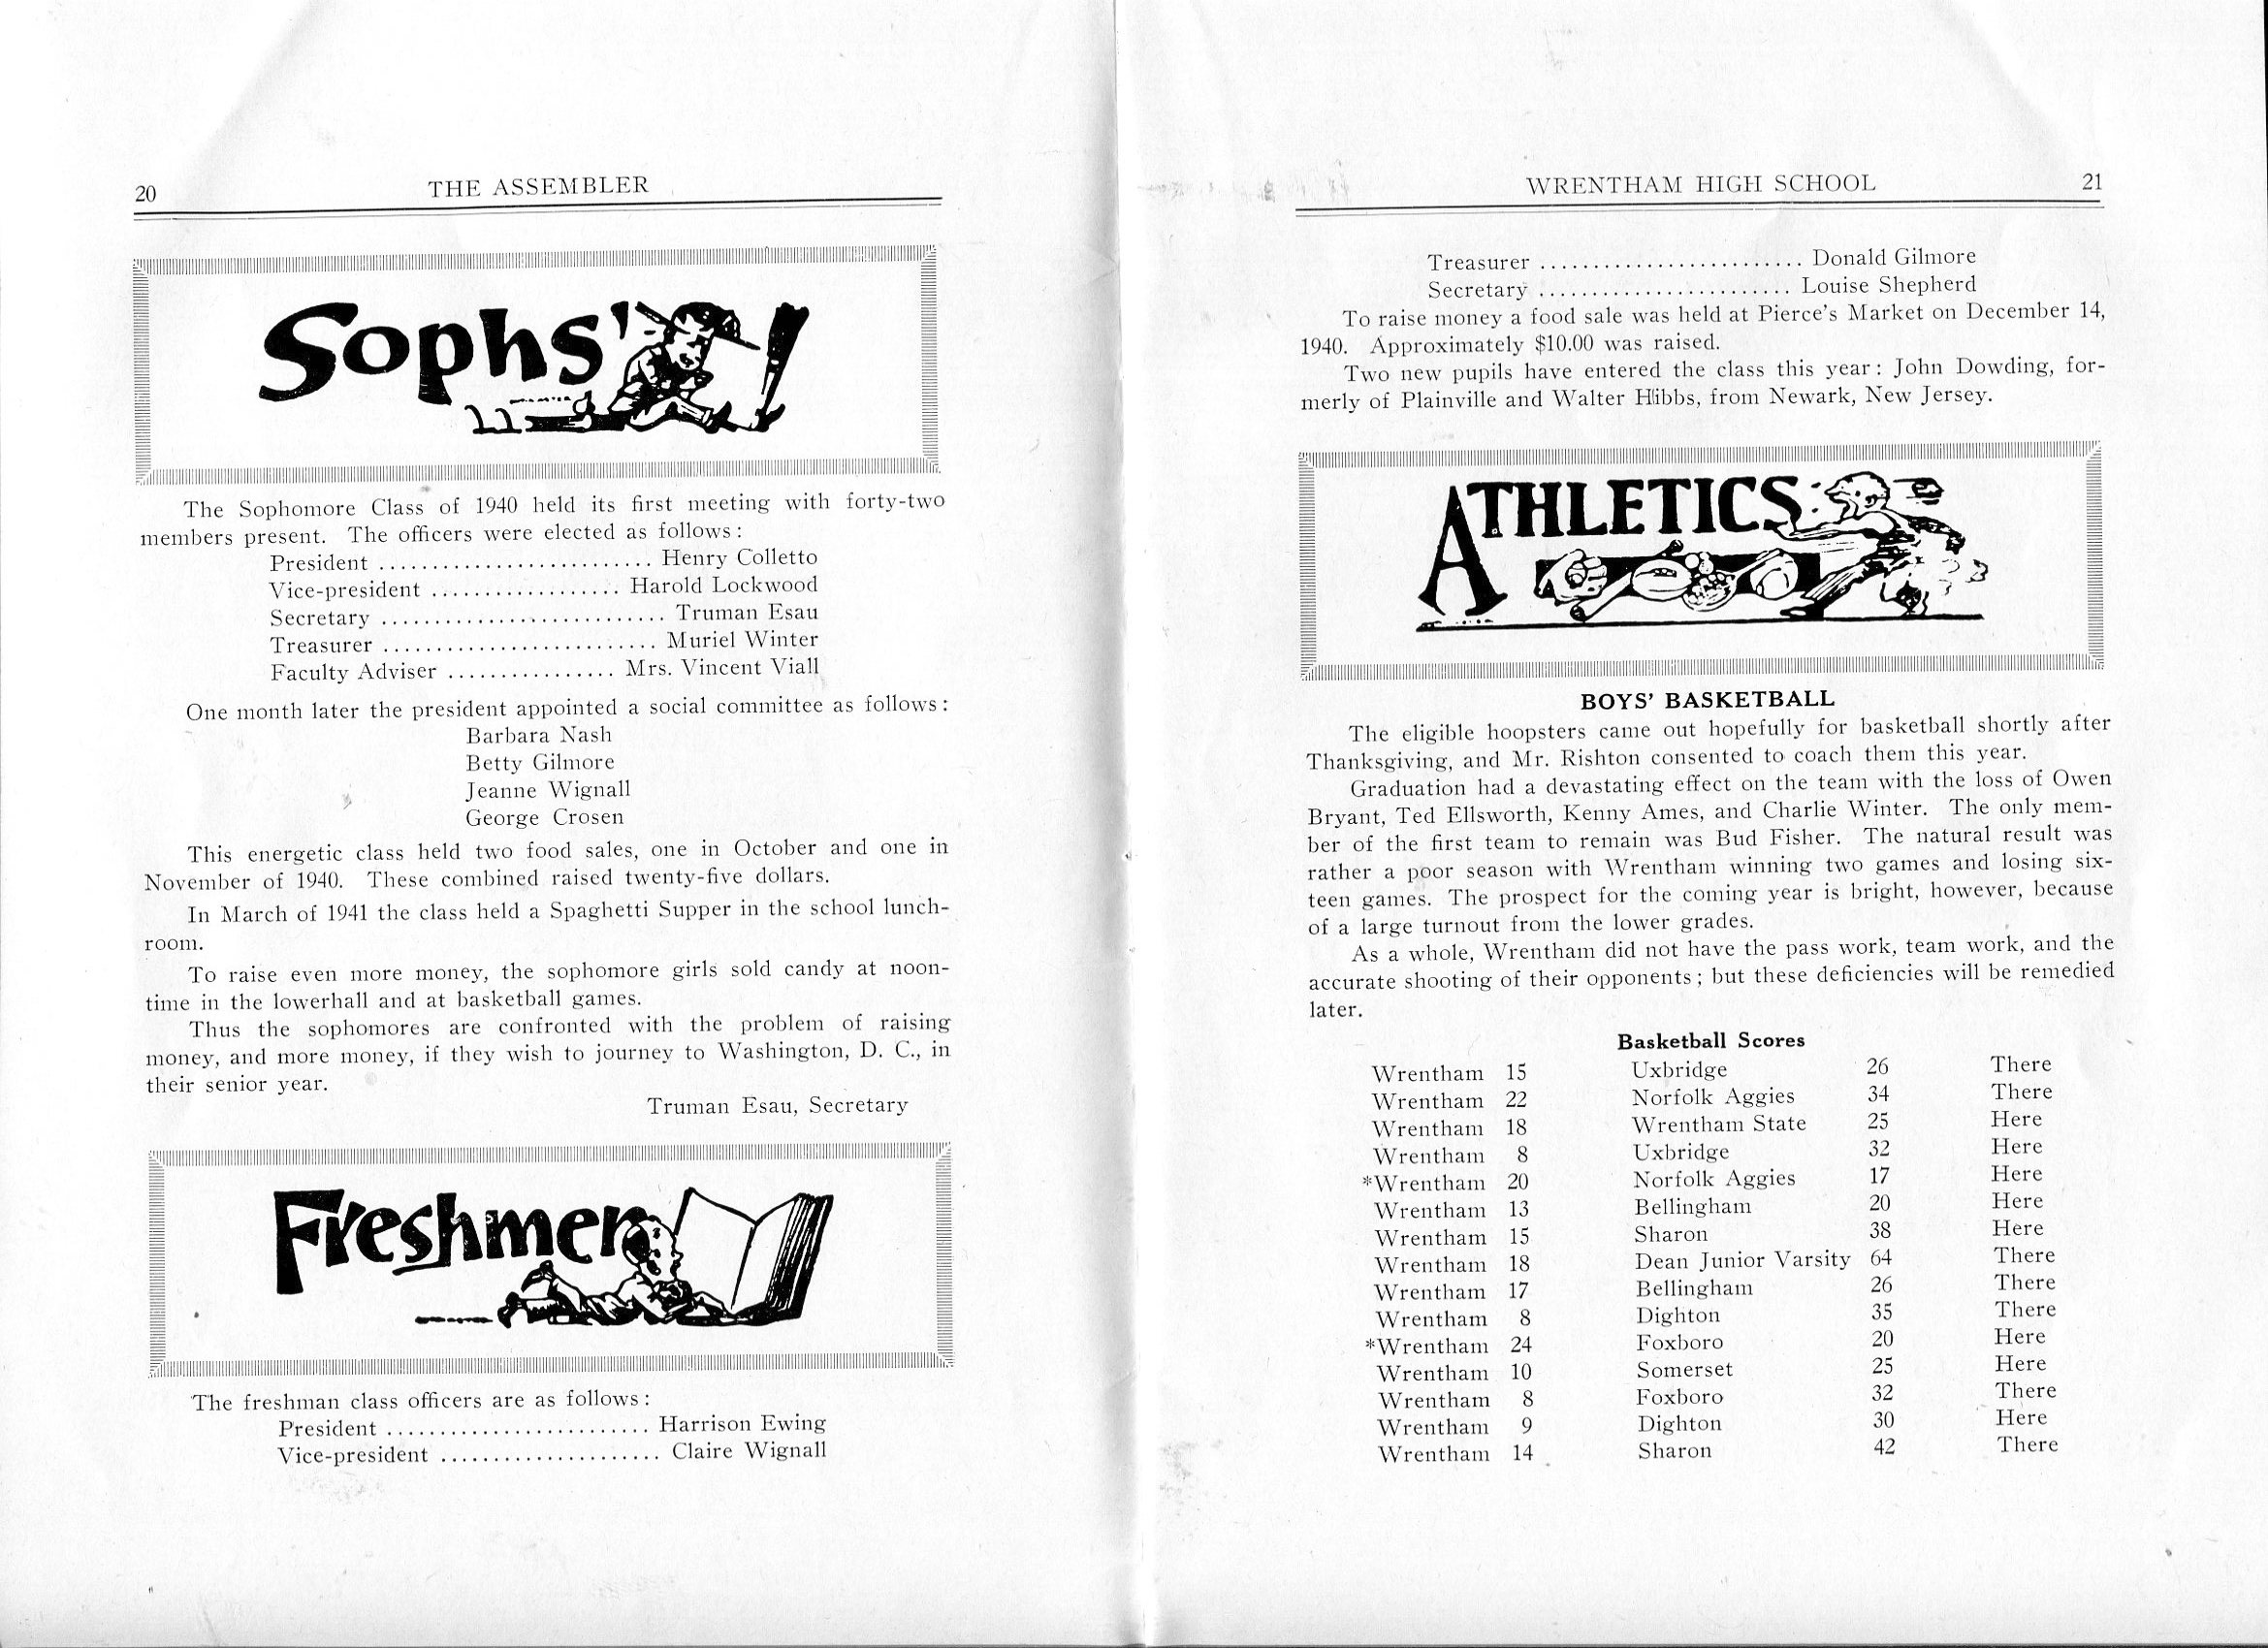 20 THE ASSEMBLER
Sophs'
The Sophomore Class of 1940 held its first meeting with forty-two
members present. The officers were elected as follows:
President .......................... Henry Colletto
Vice-president .................. Harold Lockwood
Secretary ........................... Truman Esau
Treasurer .......................... Muriel Winter
Faculty Adviser ................ Mrs. Vincent Viall
One month later the president appointed a social committee as follows:
Barbara Nash
Betty Gilmore
Jeanne Wignall
George Crosen
This energetic class held two food sales, one in October and one in
November of 1940. These combined raised twenty-five dollars.
In March of 1941 the class held a Spaghetti Supper in the school lunch-
room.
To raise even more money, the sophomore girls sold candy at noon-
time in the lowerhall and at basketball games.
Thus the sophomores are confronted with the problem of raising
money, and more money, if they wish to journey to Washington, D. C., in
their senior year.
Truman Esau, Secretary
Freshmen
The freshman class officers are as follows:
President ......................... Harrison Ewing
Vice-president ..................... Claire Wignall
WRENTHAM HIGH SCHOOL 21
Treasurer ......................... Donald Gilmore
Secretary ........................ Louise Shepherd
To raise money a food sale was held at Pierce's Market on December 14,
1940. Approximately $10.00 was raised.
Two new pupils have entered the class this year: John Dowding, for-
merly of Plainville and Walter Hibbs, from Newark, New Jersey.
ATHLETICS
BOYS' BASKETBALL
The eligible hoopsters came out hopefully for basketball shortly after
Thanksgiving, and Mr. Rishton consented to coach them this year.
Graduation had a devastating effect on the team with the loss of Owen
Bryant, Ted Ellsworth, Kenny Ames, and Charlie Winter. The only mem-
ber of the first team to remain was Bud Fisher. The natural result was
rather a poor season with Wrentham winning two games and losing six-
teen games. The prospect for the coming year is bright, however, because
of a large turnout from the lower grades.
As a whole, Wrentham did not have the pass work, team work, and the
accurate shooting of their opponents; but these deficiencies will be remedied
later.
Basketball Scores
Wrentham 15 Uxbridge 26 There
Wrentham 22 Norfolk Aggies 34 There
Wrentham 18 Wrentham State 25 Here
Wrentham 8 Uxbridge 32 Here
*Wrentham 20 Norfolk Aggies 17 Here
Wrentham 13 Bellingham 20 Here
Wrentham 15 Sharon 38 Here
Wrentham 18 Dean Junior Varsity 64 There
Wrentham 17 Bellingham 26 There
Wrentham 8 Dighton 35 There
*Wrentham 24 Foxboro 20 Here
Wrentham 10 Somerset 25 Here
Wrentham 8 Foxboro 32 There
Wrentham 9 Dighton 30 Here
Wrentham 14 Sharon 42 There